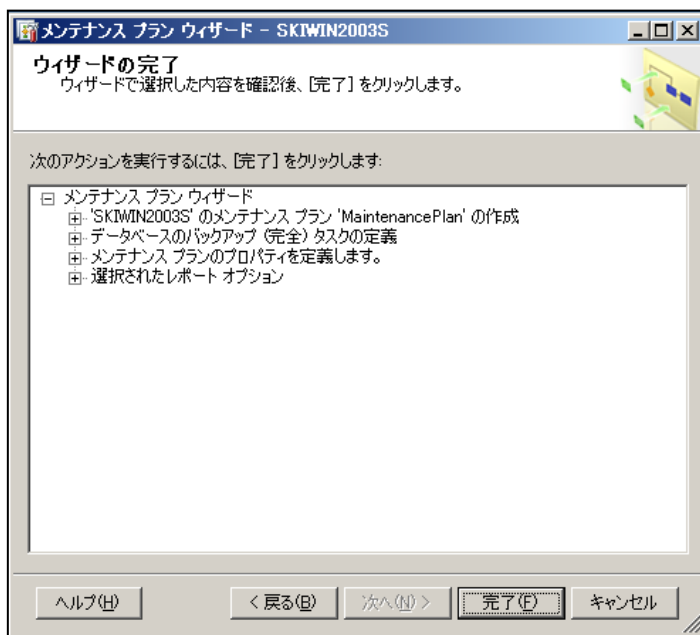 メンテナンス プラン ウィザード - SKIWIN2003S
ウィザードの完了
ウィザードで選択した内容を確認後、[完了] をクリックします。
次のアクションを実行するには、[完了] をクリックします:
メンテナンス プラン ウィザード
'SKIWIN2003S' のメンテナンス プラン 'MaintenancePlan' の作成
データベースのバックアップ (完全) タスクの定義
メンテナンス プランのプロパティを定義します。
選択されたレポート オプション
ヘルプ(H)
< 戻る(B)
次へ(N) >
完了(F)
キャンセル